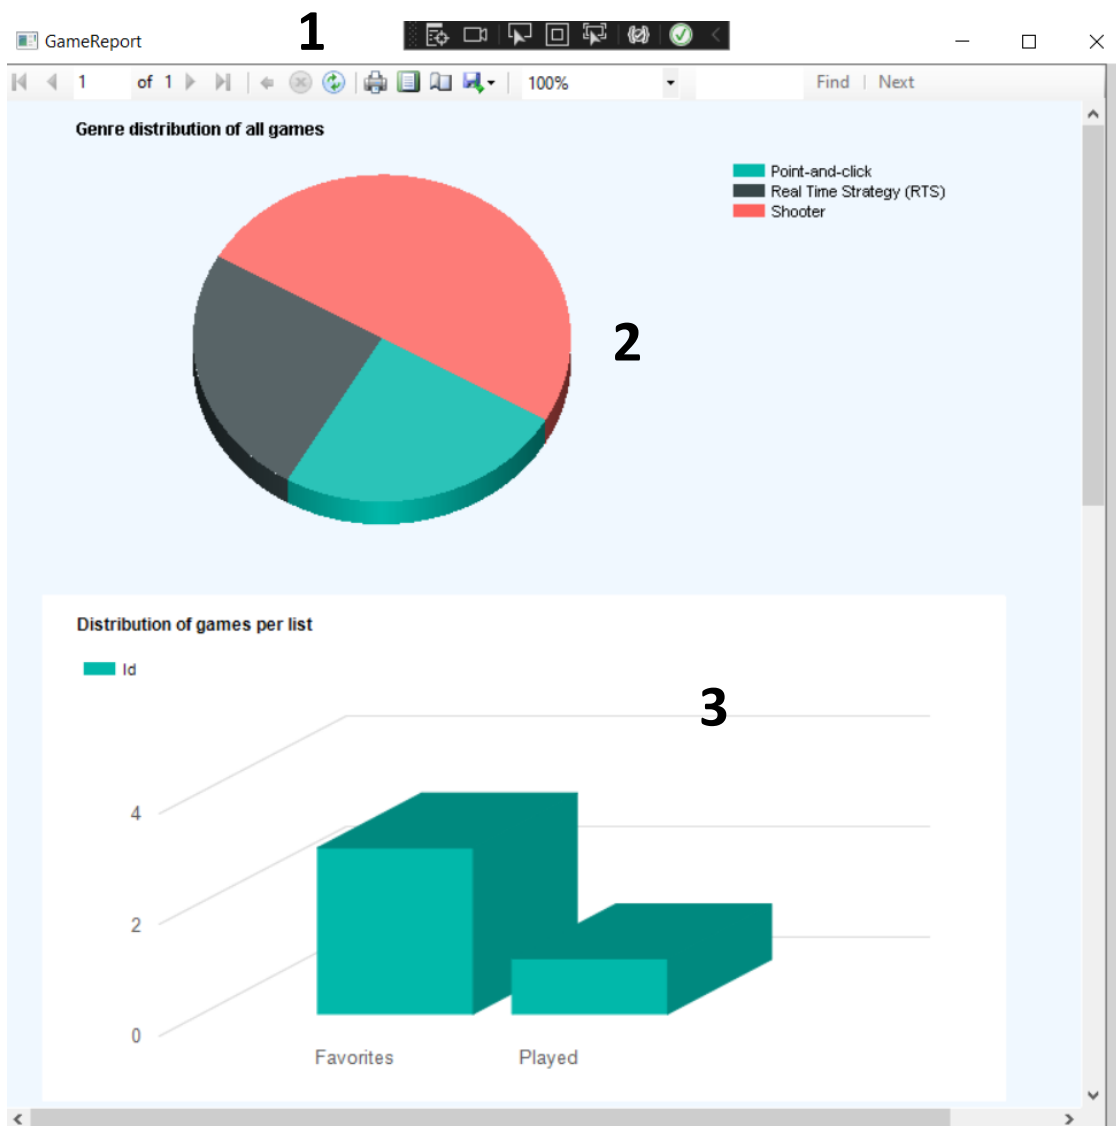 GameReport
1
1 of 1
100%
Find | Next
Genre distribution of all games
Point-and-click
Real Time Strategy (RTS)
Shooter
2
Distribution of games per list
Id
3
4
2
0
Favorites
Played